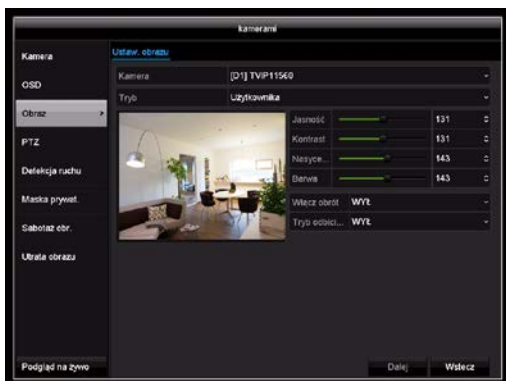 kamerami
Kamera
OSD
Obraz
PTZ
Detekcja ruchu
Maska prywat.
Sabotaż obr.
Utrata obrazu
Podgląd na żywo
Ustaw. obrazu
Kamera [D1] TVIP11560
Tryb Użytkownika
Jasność 131
Kontrast 131
Nasyce... 143
Barwa 143
Włącz obrót WYŁ
Tryb odbici... WYŁ
Dalej Wstecz